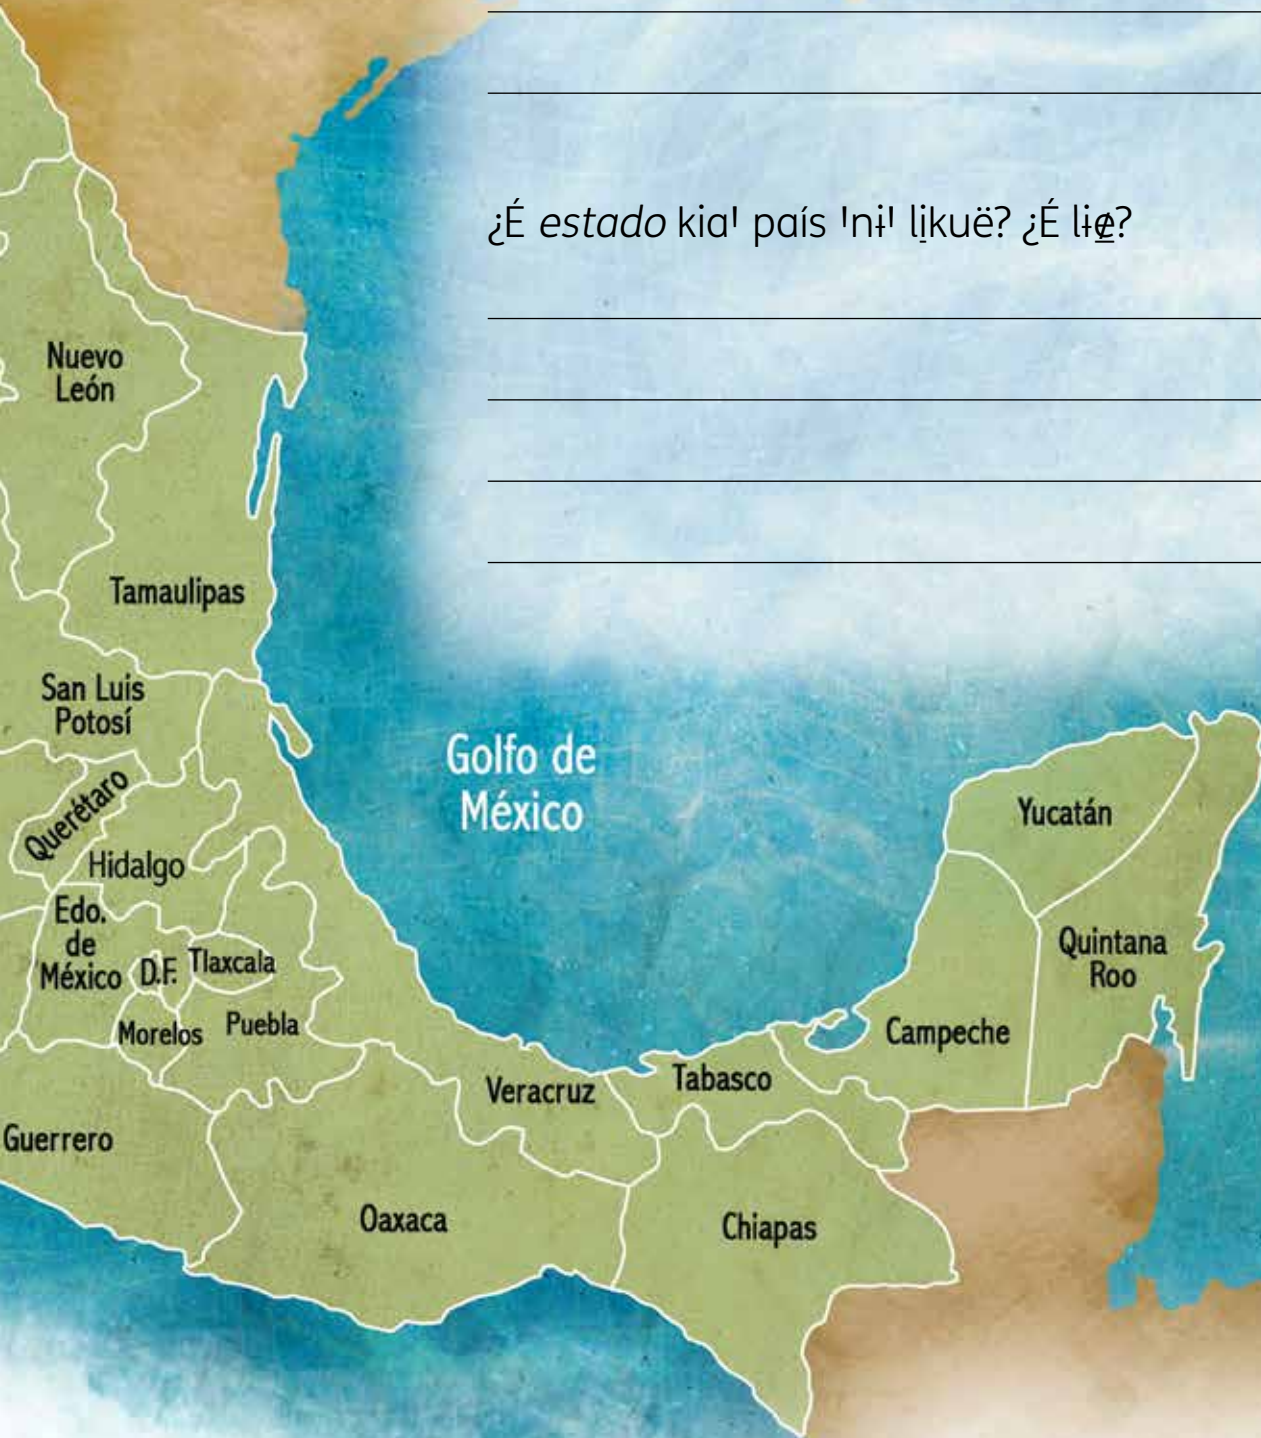 ¿É estado kiaꞌ país ꞌnɨꞌ li̱kuë? ¿É lɨe̱?
Nuevo
León
Tamaulipas
San Luis
Potosí
Golfo de
México
Querétaro
Hidalgo
Yucatán
Edo.
de
México
D.F.
Tlaxcala
Quintana
Roo
Morelos
Puebla
Campeche
Veracruz
Tabasco
Guerrero
Oaxaca
Chiapas